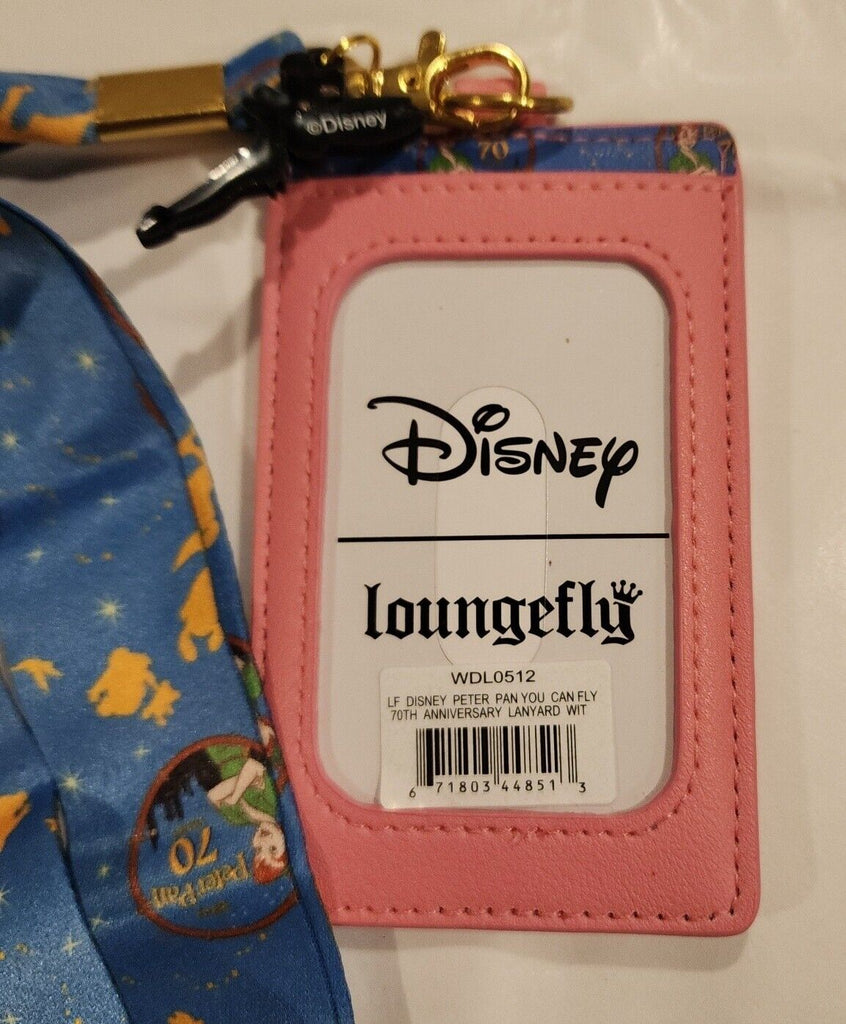 ©Disney
70
Disney
loungefly
WDL0512
LF DISNEY PETER PAN YOU CAN FLY
70TH ANNIVERSARY LANYARD WIT
6 71803 44851 3
Peter Pan
70